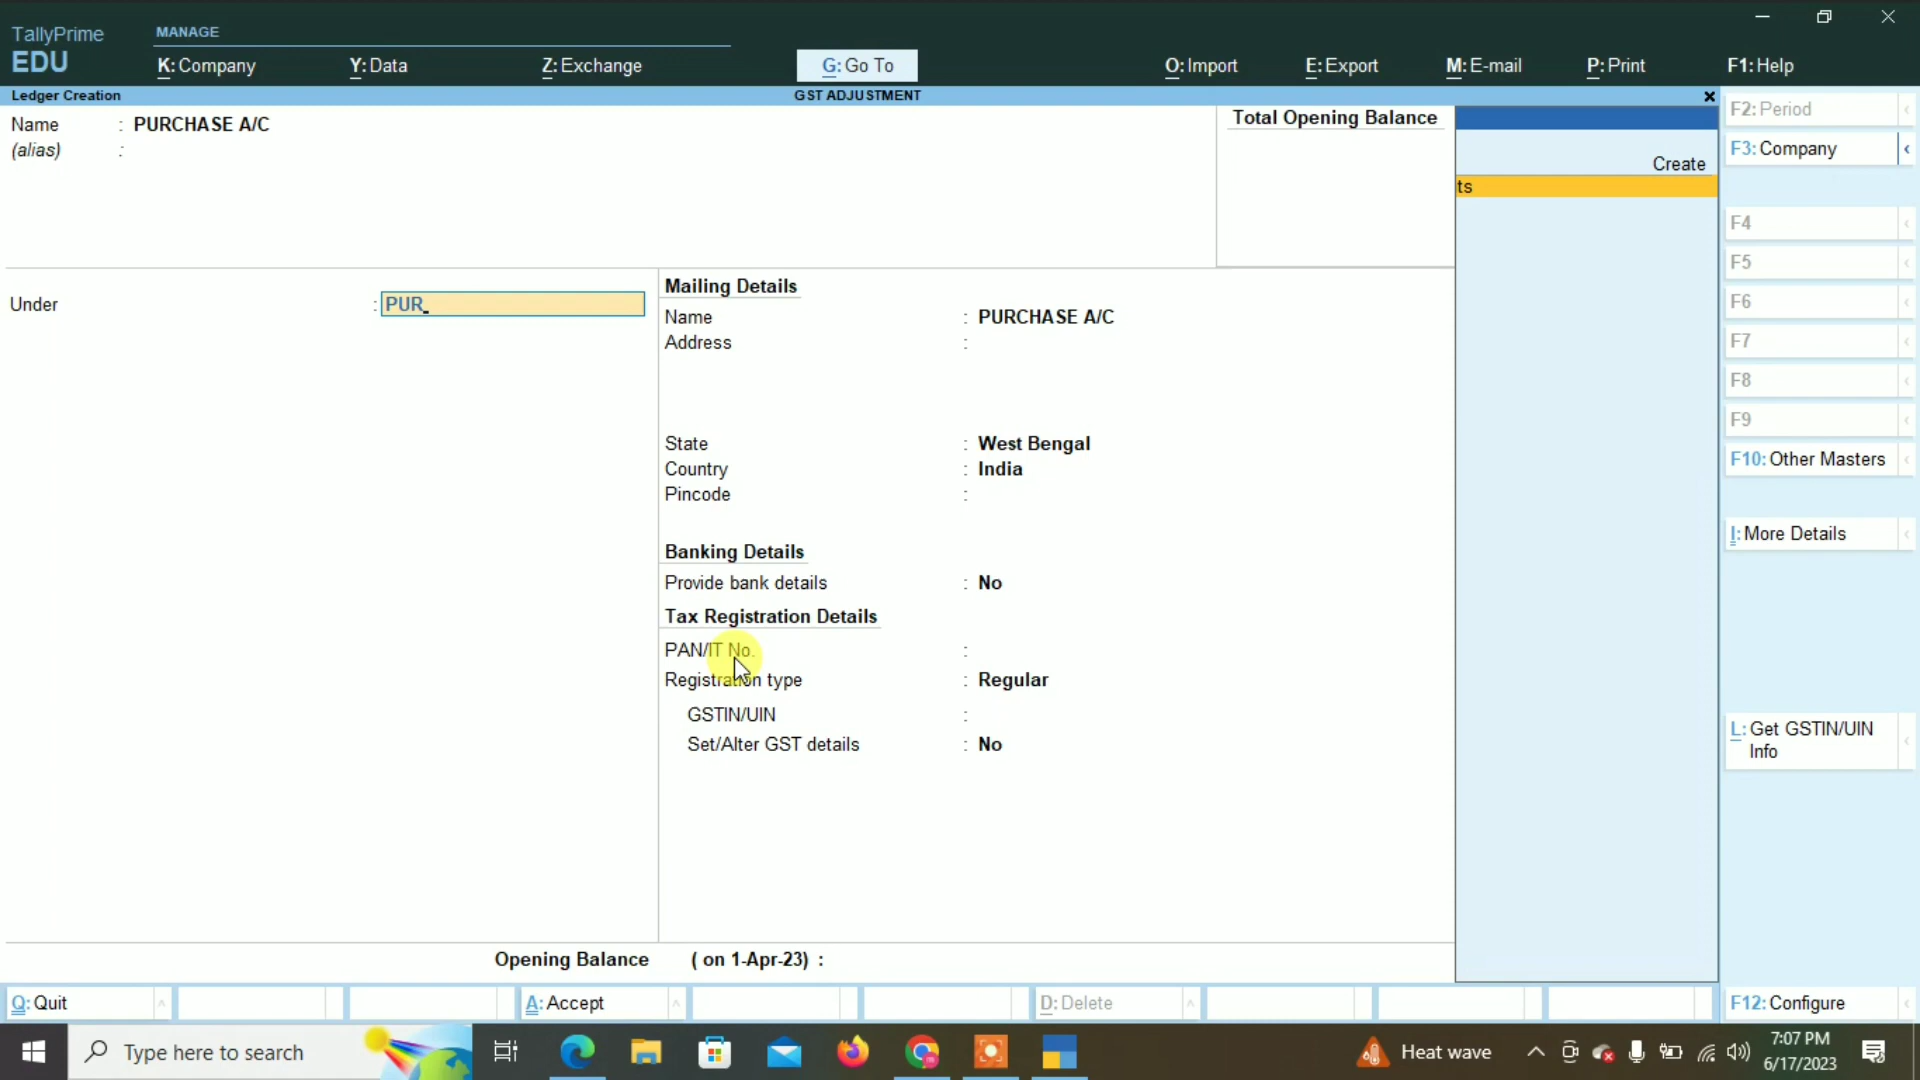 TallyPrime
EDU
MANAGE
K: Company
Y: Data
Z: Exchange
G: Go To
O: Import
E: Export
M: E-mail
P: Print
F1: Help
Ledger Creation
GST ADJUSTMENT
Name : PURCHASE A/C
(alias) :
Total Opening Balance
Create
ts
Under : PUR
Mailing Details
Name : PURCHASE A/C
Address :
State : West Bengal
Country : India
Pincode :
Banking Details
Provide bank details : No
Tax Registration Details
PAN/IT No. :
Registration type : Regular
GSTIN/UIN :
Set/Alter GST details : No
Opening Balance ( on 1-Apr-23) :
F2: Period
F3: Company
F4
F5
F6
F7
F8
F9
F10: Other Masters
I: More Details
L: Get GSTIN/UIN
Info
F12: Configure
Q: Quit
A: Accept
D: Delete
Type here to search
Heat wave
7:07 PM
6/17/2023